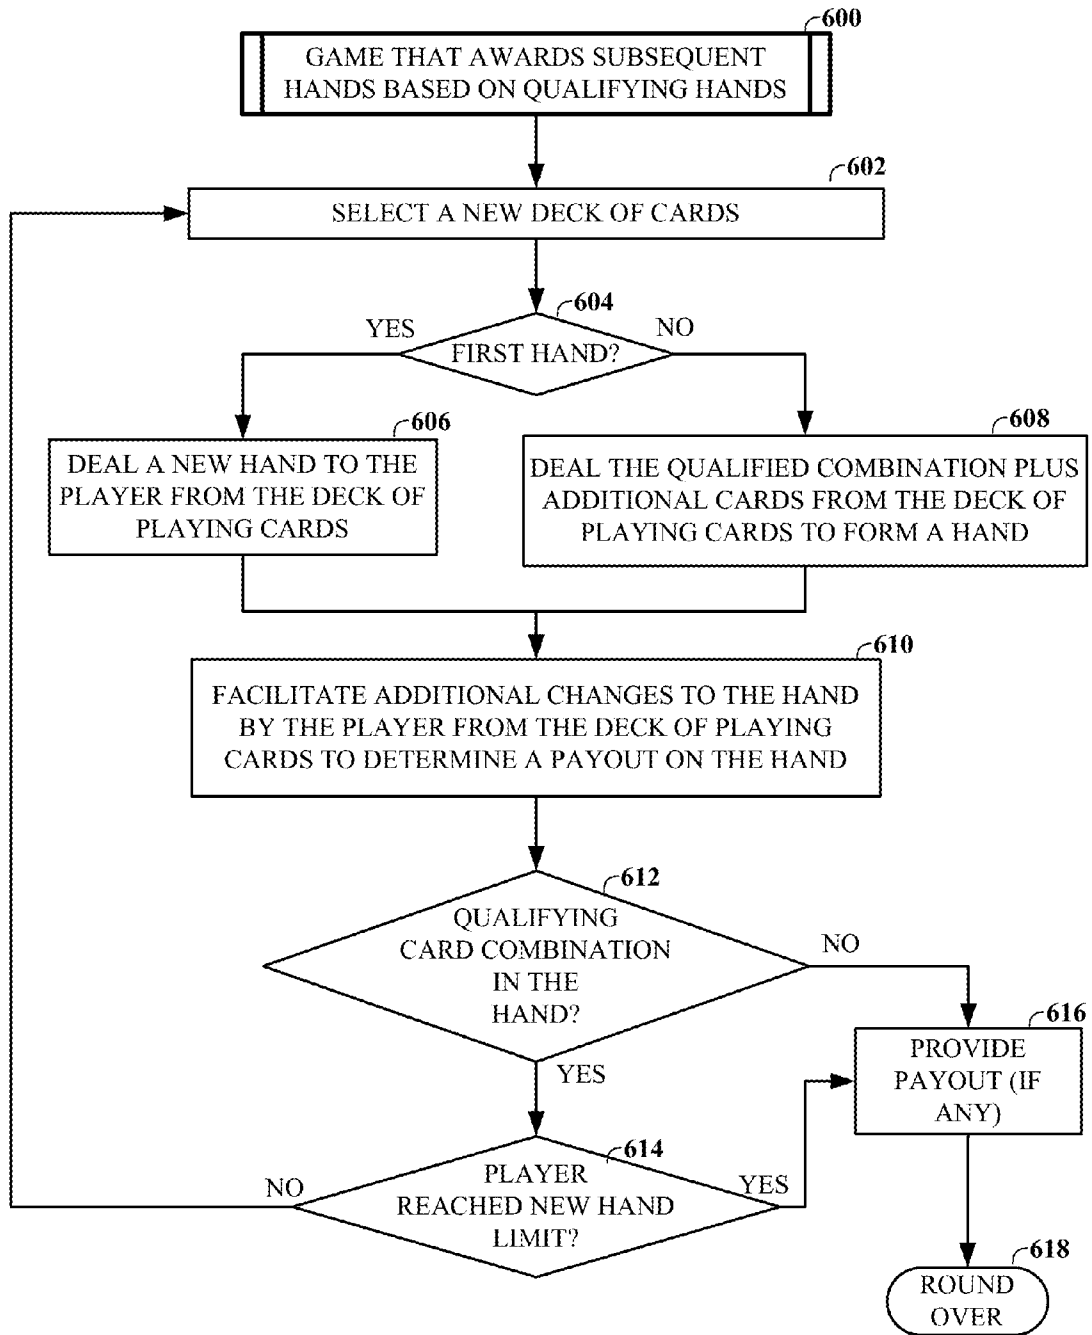 600
GAME THAT AWARDS SUBSEQUENT
HANDS BASED ON QUALIFYING HANDS
602
SELECT A NEW DECK OF CARDS
604
YES
NO
FIRST HAND?
606
DEAL A NEW HAND TO THE
PLAYER FROM THE DECK OF
PLAYING CARDS
608
DEAL THE QUALIFIED COMBINATION PLUS
ADDITIONAL CARDS FROM THE DECK OF
PLAYING CARDS TO FORM A HAND
610
FACILITATE ADDITIONAL CHANGES TO THE HAND
BY THE PLAYER FROM THE DECK OF PLAYING
CARDS TO DETERMINE A PAYOUT ON THE HAND
612
QUALIFYING
CARD COMBINATION
IN THE
HAND?
NO
YES
616
PROVIDE
PAYOUT (IF
ANY)
614
PLAYER
REACHED NEW HAND
LIMIT?
NO
YES
618
ROUND
OVER